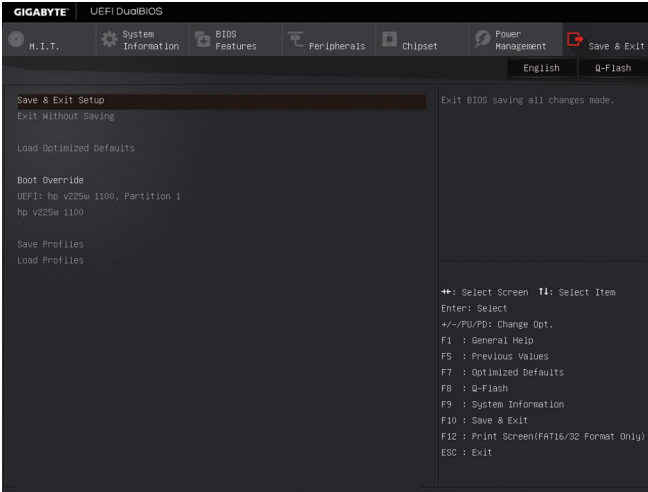 GIGABYTE™ UEFI DualBIOS
M.I.T.
System Information
BIOS Features
Peripherals
Chipset
Power Management
Save & Exit
English Q-Flash
Save & Exit Setup
Exit Without Saving
Load Optimized Defaults
Boot Override
UEFI: hp v225w 1100, Partition 1
hp v225w 1100
Save Profiles
Load Profiles
Exit BIOS saving all changes made.
→←: Select Screen ↑↓: Select Item
Enter: Select
+/-/PU/PD: Change Opt.
F1 : General Help
F5 : Previous Values
F7 : Optimized Defaults
F8 : Q-Flash
F9 : System Information
F10 : Save & Exit
F12 : Print Screen(FAT16/32 Format Only)
ESC : Exit